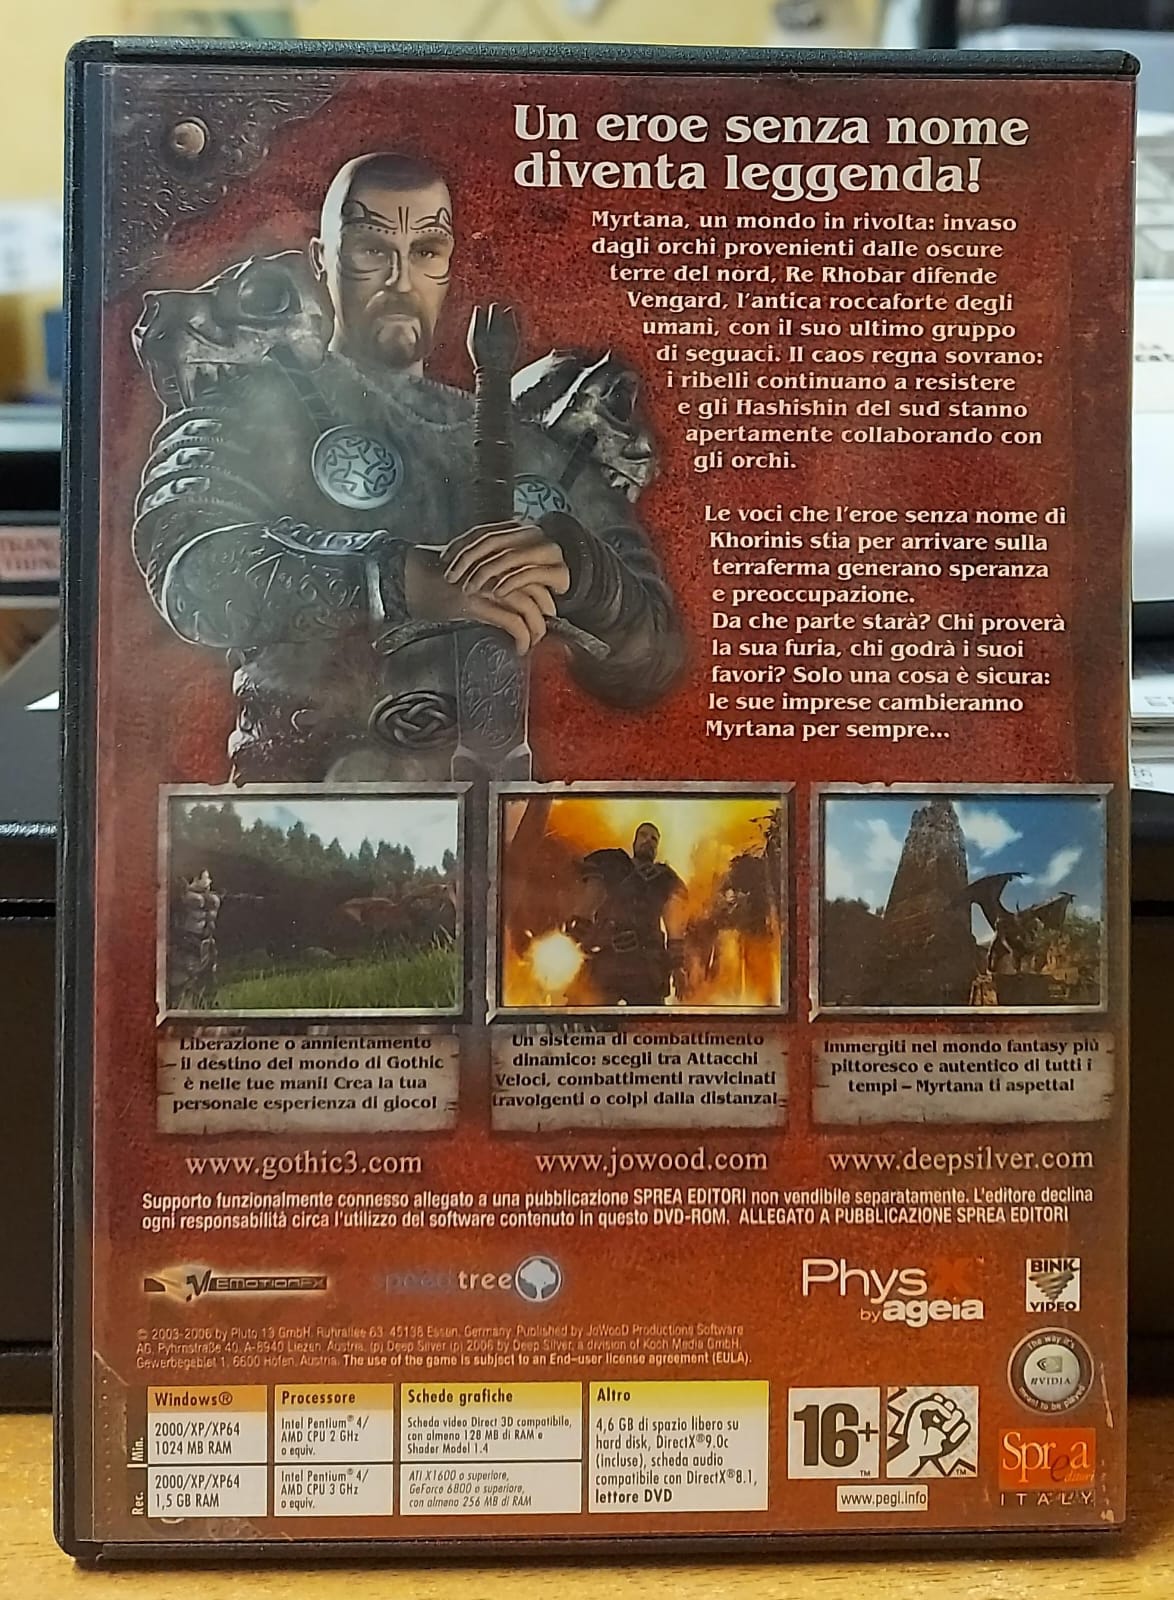 Un eroe senza nome
diventa leggenda!
Myrtana, un mondo in rivolta: invaso
dagli orchi provenienti dalle oscure
terre del nord, Re Rhobar difende
Vengard, l'antica roccaforte degli
umani, con il suo ultimo gruppo
di seguaci. Il caos regna sovrano:
i ribelli continuano a resistere
e gli Hashishin del sud stanno
apertamente collaborando con
gli orchi.
Le voci che l'eroe senza nome di
Khorinis stia per arrivare sulla
terraferma generano speranza
e preoccupazione.
Da che parte starà? Chi proverà
la sua furia, chi godrà i suoi
favori? Solo una cosa è sicura:
le sue imprese cambieranno
Myrtana per sempre...
Liberazione o annientamento
– il destino del mondo di Gothic
è nelle tue mani! Crea la tua
personale esperienza di gioco!
Un sistema di combattimento
dinamico: scegli tra Attacchi
Veloci, combattimenti ravvicinati
travolgenti o colpi dalla distanza!
Immergiti nel mondo fantasy più
pittoresco e autentico di tutti i
tempi – Myrtana ti aspetta!
www.gothic3.com
www.jowood.com
www.deepsilver.com
Supporto funzionalmente connesso allegato a una pubblicazione SPREA EDITORI non vendibile separatamente. L'editore declina
ogni responsabilità circa l'utilizzo del software contenuto in questo DVD-ROM. ALLEGATO A PUBBLICAZIONE SPREA EDITORI
EMOTIONFX
speedtree
PhysX
by ageia
BINK
VIDEO
© 2003-2006 by Pluto 13 GmbH. Ruhrallee 63, 45138 Essen, Germany. Published by JoWooD Productions Software
AG, Pyhrnstraße 40, A-8940 Liezen, Austria. (p) Deep Silver (p) 2006 by Deep Silver, a division of Koch Media GmbH,
Gewerbegebiet 1, 6600 Höfen, Austria. The use of the game is subject to an End-user license agreement (EULA).
The way it's
NVIDIA
meant to be played
Windows®
Processore
Schede grafiche
Altro
Min.
2000/XP/XP64
1024 MB RAM
Intel Pentium® 4/
AMD CPU 2 GHz
o equiv.
Scheda video Direct 3D compatibile,
con almeno 128 MB di RAM e
Shader Model 1.4
Rec.
2000/XP/XP64
1,5 GB RAM
Intel Pentium® 4/
AMD CPU 3 GHz
o equiv.
ATI X1600 o superiore,
GeForce 6800 o superiore,
con almeno 256 MB di RAM
4,6 GB di spazio libero su
hard disk, DirectX®9.0c
(incluse), scheda audio
compatibile con DirectX®8.1,
lettore DVD
16+
TM
TM
www.pegi.info
Sprea
editori
ITALY